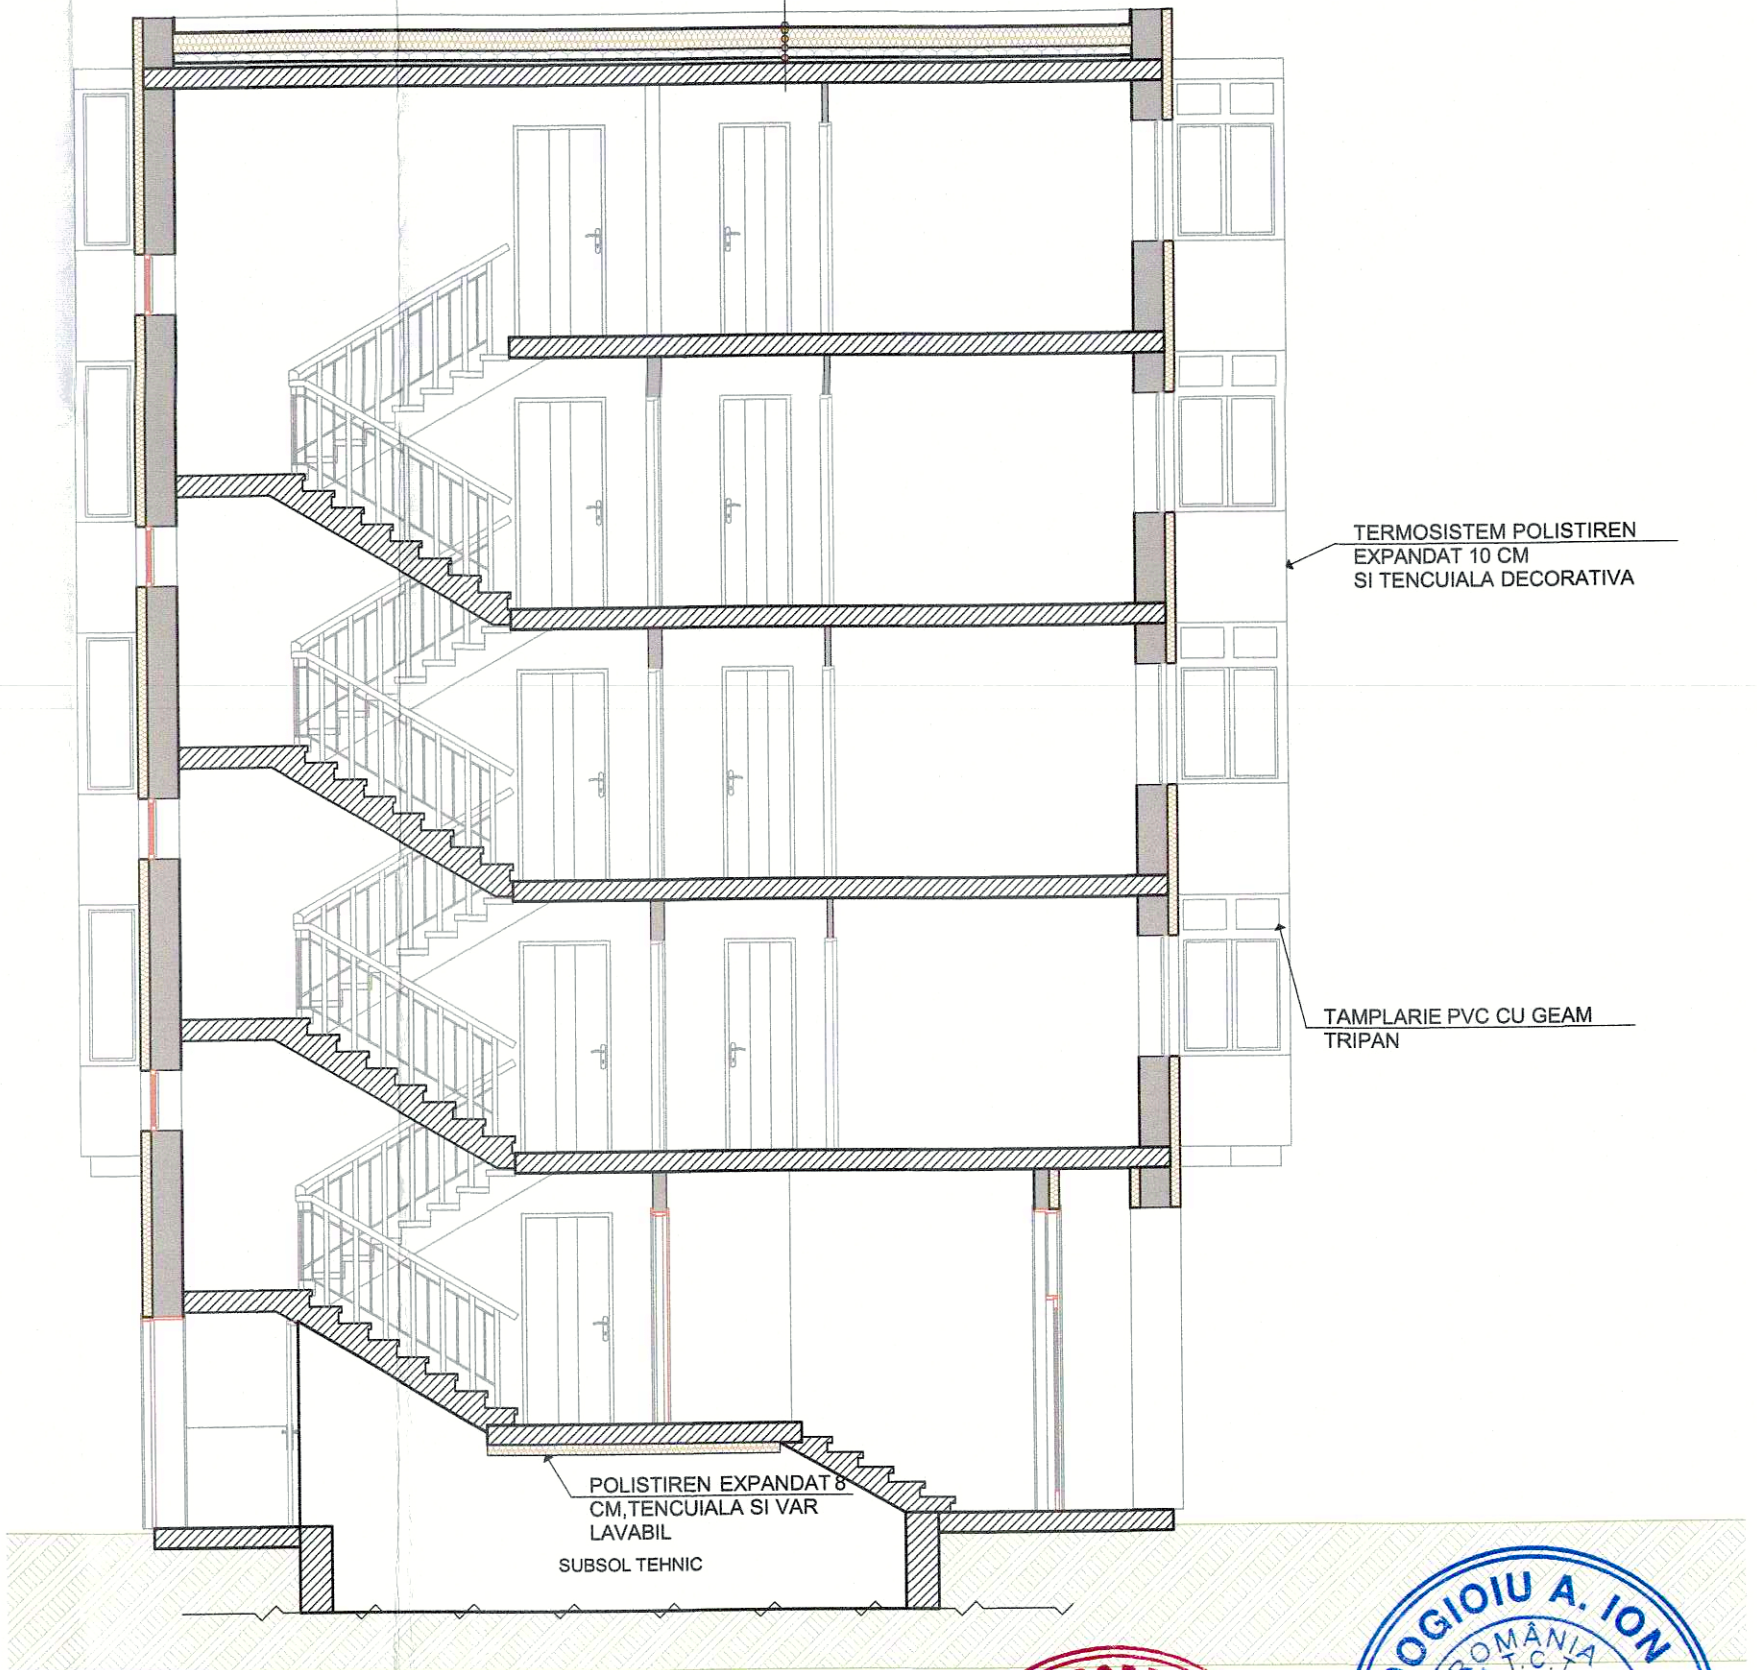 TERMOSISTEM POLISTIREN
EXPANDAT 10 CM
SI TENCUIALA DECORATIVA
TAMPLARIE PVC CU GEAM
TRIPAN
POLISTIREN EXPANDAT 8
CM,TENCUIALA SI VAR
LAVABIL
SUBSOL TEHNIC
OGIOIU A. ION
ROMÂNIA